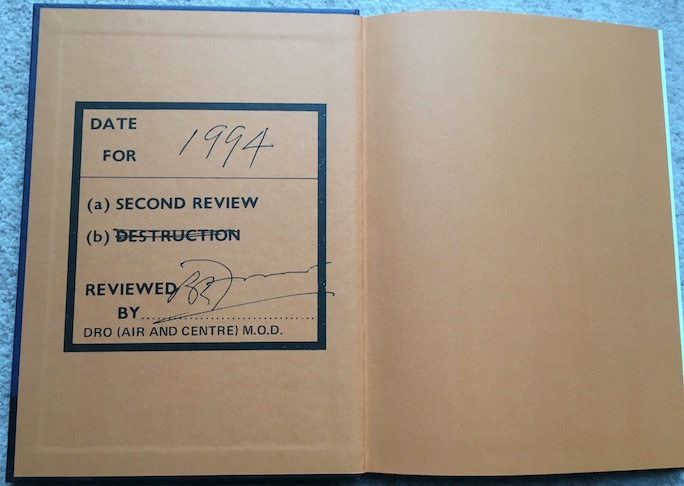 DATE
FOR 1994
(a) SECOND REVIEW
(b) DESTRUCTION
REVIEWED
BY..............................
DRO (AIR AND CENTRE) M.O.D.